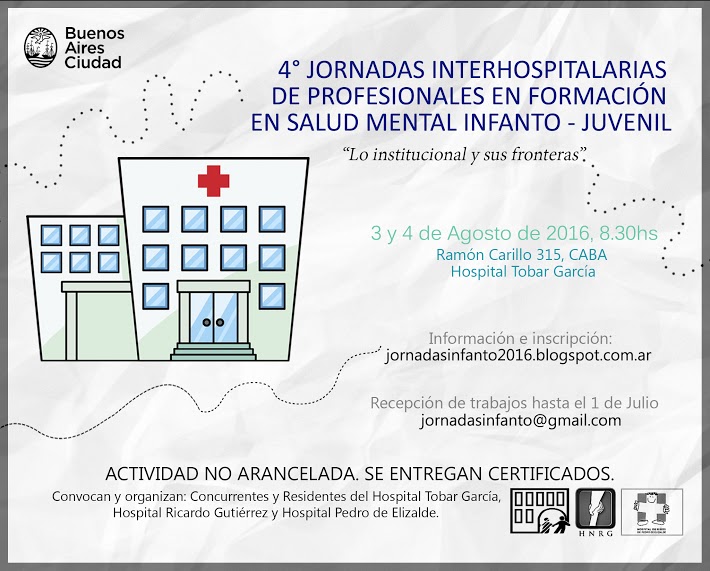 Buenos
Aires
Ciudad
4° JORNADAS INTERHOSPITALARIAS
DE PROFESIONALES EN FORMACIÓN
EN SALUD MENTAL INFANTO - JUVENIL
“Lo institucional y sus fronteras”.
3 y 4 de Agosto de 2016, 8.30hs
Ramón Carillo 315, CABA
Hospital Tobar García
Información e inscripción:
jornadasinfanto2016.blogspot.com.ar
Recepción de trabajos hasta el 1 de Julio
jornadasinfanto@gmail.com
ACTIVIDAD NO ARANCELADA. SE ENTREGAN CERTIFICADOS.
Convocan y organizan: Concurrentes y Residentes del Hospital Tobar García,
Hospital Ricardo Gutiérrez y Hospital Pedro de Elizalde.
HNRG
HOSPITAL DE NIÑOS